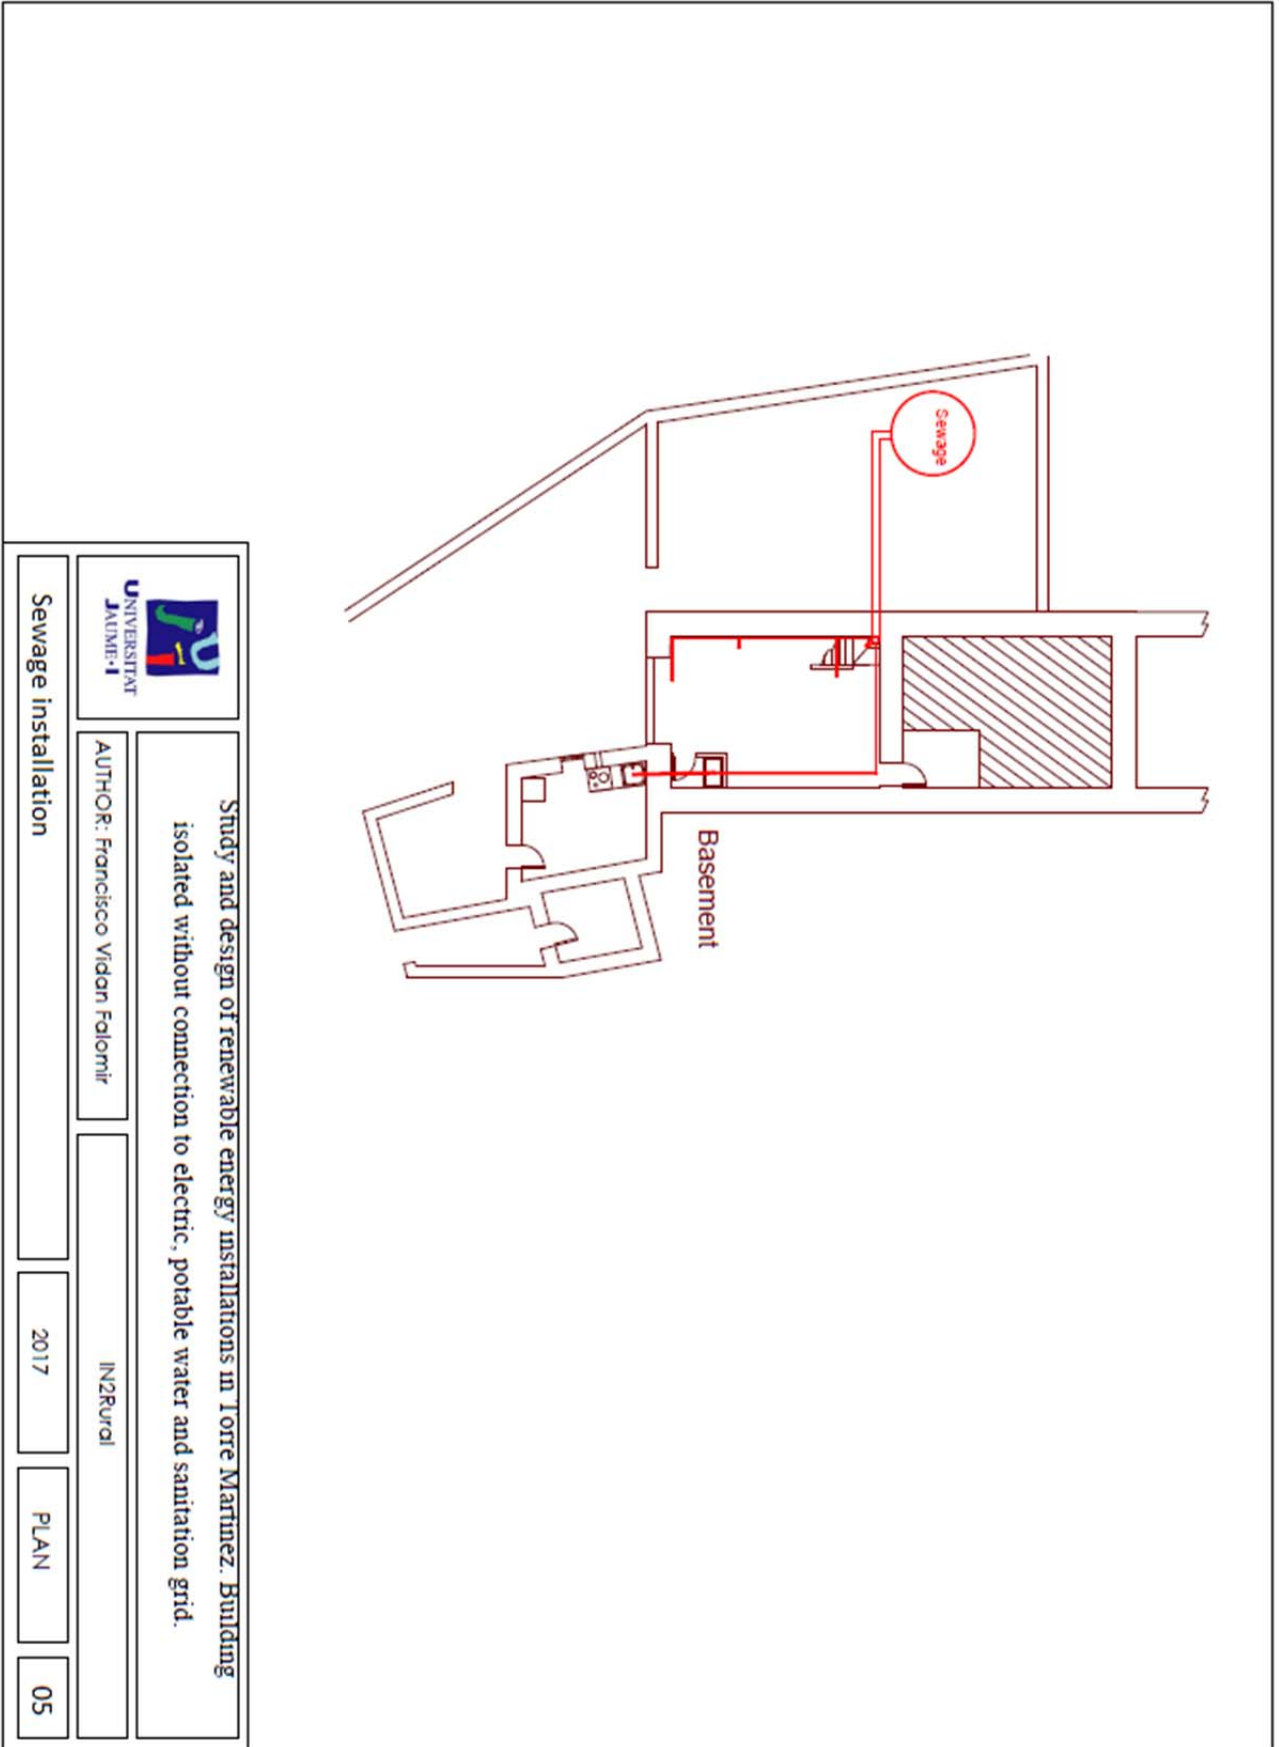 Sewage
Basement
UNIVERSITAT
JAUME·I
Study and design of renewable energy installations in Torre Martinez. Building
isolated without connection to electric, potable water and sanitation grid.
AUTHOR: Francisco Vidan Falomir
IN2Rural
Sewage installation
2017
PLAN
05